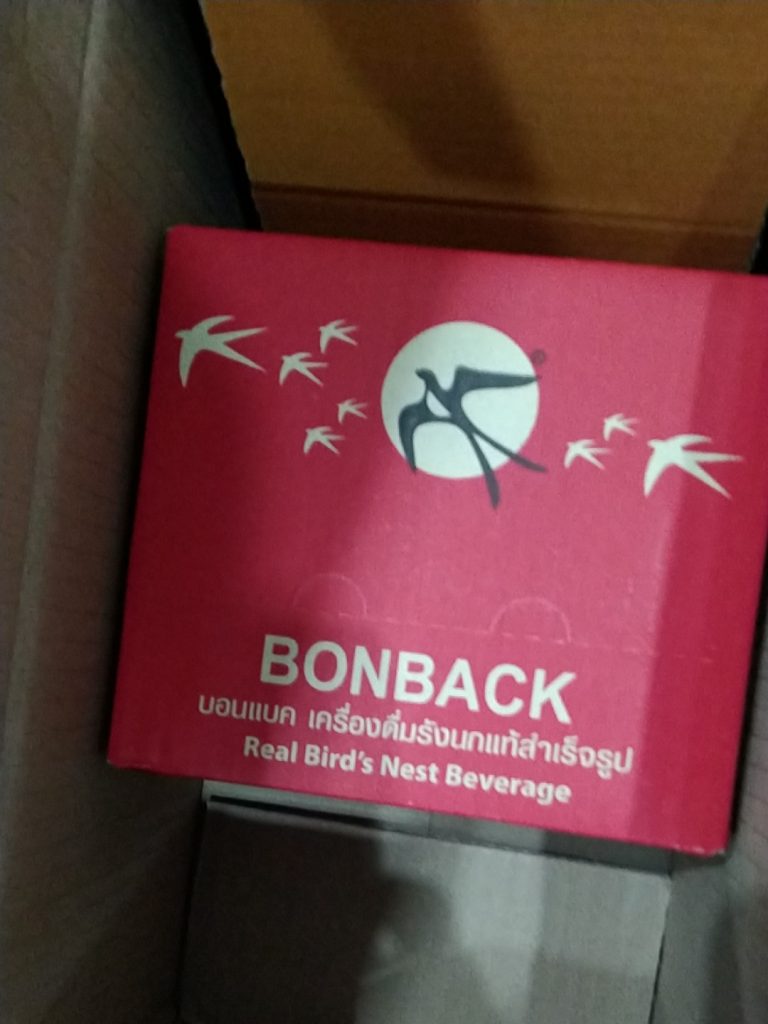 BONBACK
บอนแบค เครื่องดื่มรังนกแท้สำเร็จรูป
Real Bird's Nest Beverage